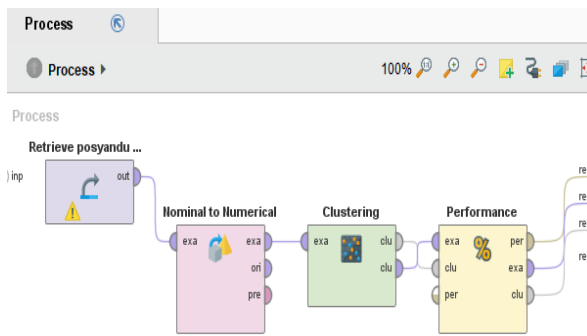 Process
Process
100%
Process
Retrieve posyandu ...
inp
out
Nominal to Numerical
Clustering
Performance
exa
exa
ori
pre
exa
clu
clu
exa
clu
per
per
exa
clu
re
re
re
re